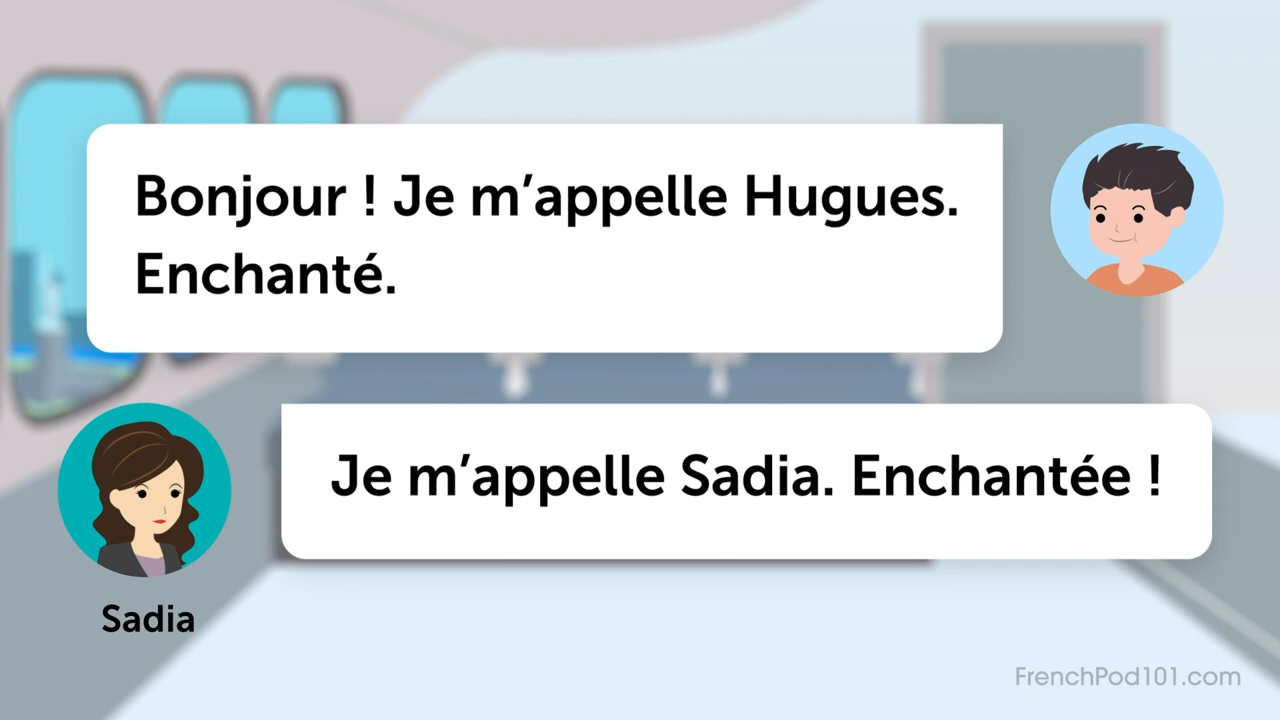 Bonjour ! Je m’appelle Hugues.
Enchanté.
Je m’appelle Sadia. Enchantée !
Sadia
FrenchPod101.com